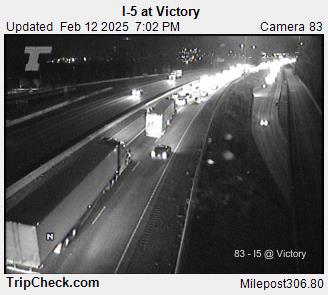 I-5 at Victory
Updated Feb 12 2025 7:02 PM Camera 83
T
N
83 - I5 @ Victory
TripCheck.com Milepost306.80